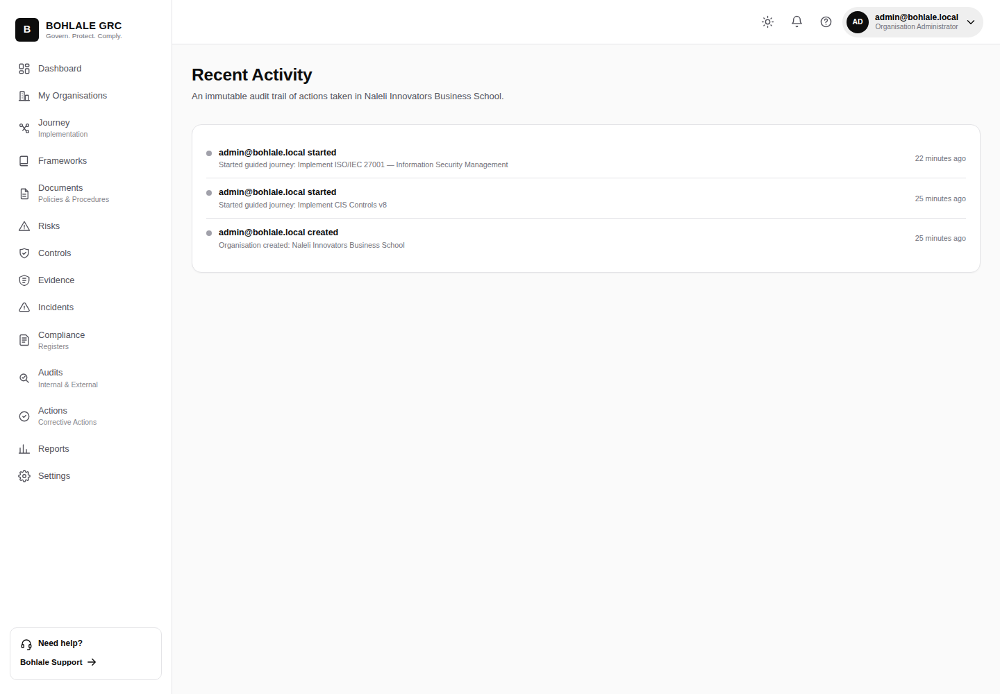 B
BOHLALE GRC
Govern. Protect. Comply.
Dashboard
My Organisations
Journey
Implementation
Frameworks
Documents
Policies & Procedures
Risks
Controls
Evidence
Incidents
Compliance
Registers
Audits
Internal & External
Actions
Corrective Actions
Reports
Settings
Need help?
Bohlale Support
AD
admin@bohlale.local
Organisation Administrator
Recent Activity
An immutable audit trail of actions taken in Naleli Innovators Business School.
admin@bohlale.local started
Started guided journey: Implement ISO/IEC 27001 — Information Security Management
22 minutes ago
admin@bohlale.local started
Started guided journey: Implement CIS Controls v8
25 minutes ago
admin@bohlale.local created
Organisation created: Naleli Innovators Business School
25 minutes ago